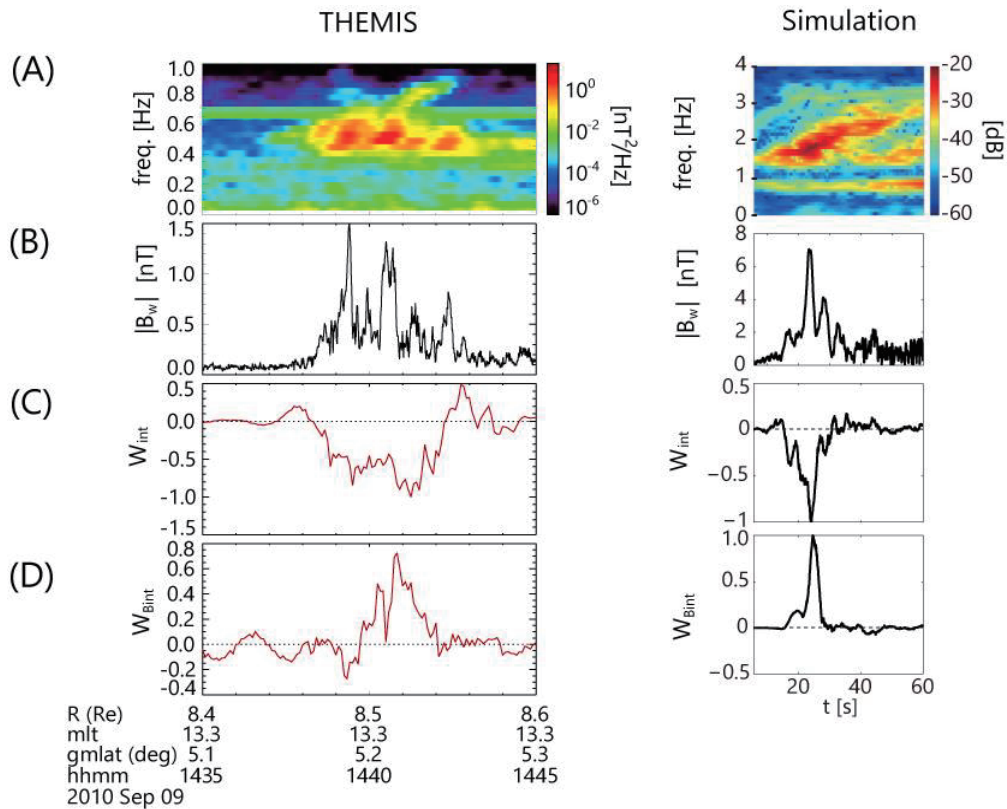 THEMIS
Simulation
(A)
freq. [Hz]
1.0
0.8
0.6
0.4
0.2
0.0
10^0
10^-2
10^-4
10^-6
[nT^2/Hz]
freq. [Hz]
4
3
2
1
0
-20
-30
-40
-50
-60
[dB]
(B)
|B_w| [nT]
1.5
1.0
0.5
0.0
|B_w| [nT]
8
6
4
2
0
(C)
W_int
0.5
0.0
-0.5
-1.0
-1.5
W_int
0.5
0
−0.5
−1
(D)
W_Bint
0.8
0.6
0.4
0.2
0.0
-0.2
-0.4
W_Bint
1.0
0.5
0
−0.5
20 40 60
t [s]
R (Re) 8.4 8.5 8.6
mlt 13.3 13.3 13.3
gmlat (deg) 5.1 5.2 5.3
hhmm 1435 1440 1445
2010 Sep 09